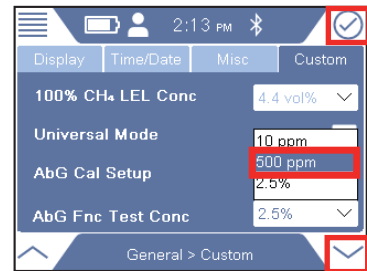 2:13 PM
Display Time/Date Misc Custom
100% CH₄ LEL Conc 4.4 vol%
Universal Mode
10 ppm
AbG Cal Setup 500 ppm
2.5%
AbG Fnc Test Conc 2.5%
General > Custom